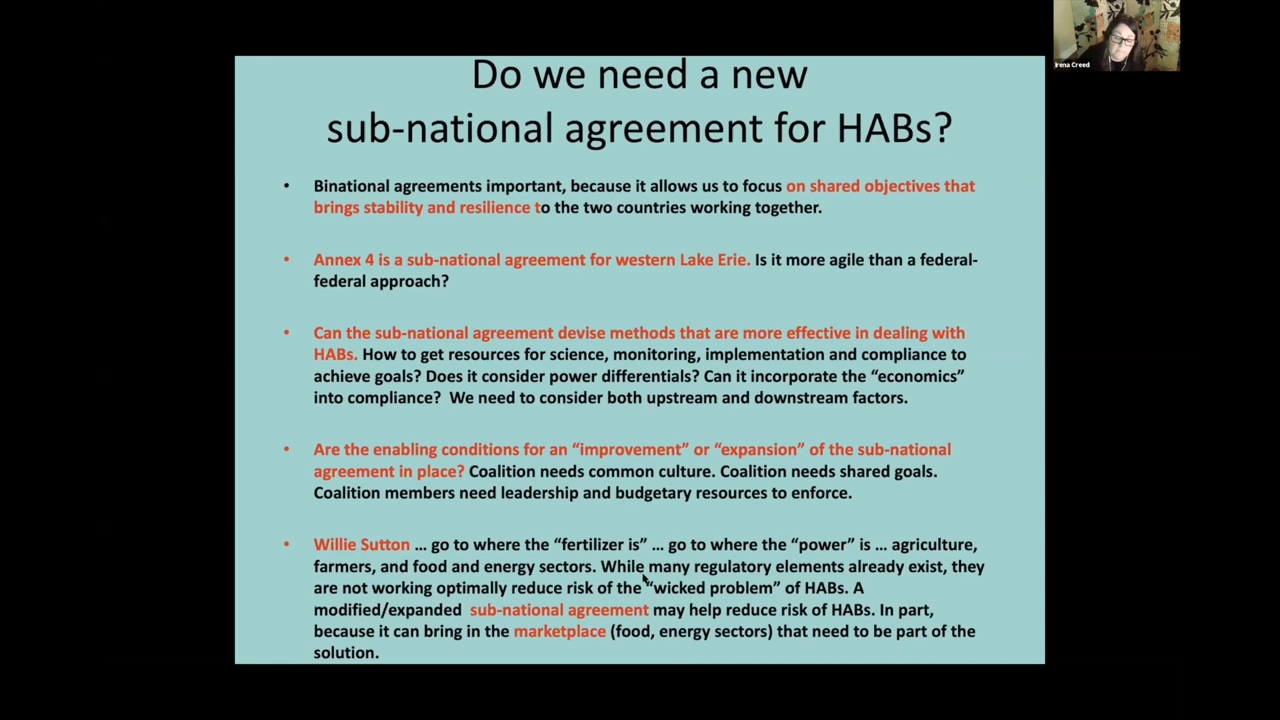 Do we need a new
sub-national agreement for HABs?
Irena Creed
• Binational agreements important, because it allows us to focus on shared objectives that
brings stability and resilience to the two countries working together.
• Annex 4 is a sub-national agreement for western Lake Erie. Is it more agile than a federal-
federal approach?
• Can the sub-national agreement devise methods that are more effective in dealing with
HABs. How to get resources for science, monitoring, implementation and compliance to
achieve goals? Does it consider power differentials? Can it incorporate the “economics”
into compliance?  We need to consider both upstream and downstream factors.
• Are the enabling conditions for an “improvement” or “expansion” of the sub-national
agreement in place? Coalition needs common culture. Coalition needs shared goals.
Coalition members need leadership and budgetary resources to enforce.
• Willie Sutton … go to where the “fertilizer is” … go to where the “power” is … agriculture,
farmers, and food and energy sectors. While many regulatory elements already exist, they
are not working optimally reduce risk of the “wicked problem” of HABs. A
modified/expanded  sub-national agreement may help reduce risk of HABs. In part,
because it can bring in the marketplace (food, energy sectors) that need to be part of the
solution.